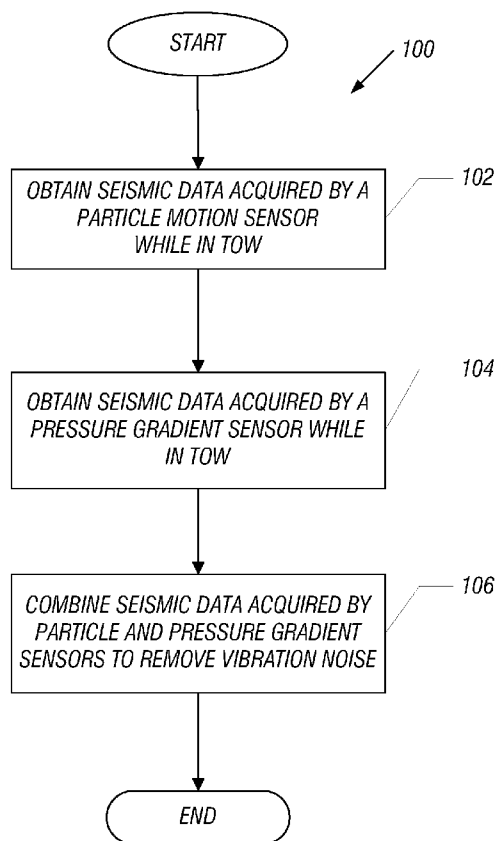 START
100
OBTAIN SEISMIC DATA ACQUIRED BY A
PARTICLE MOTION SENSOR
WHILE IN TOW
102
OBTAIN SEISMIC DATA ACQUIRED BY A
PRESSURE GRADIENT SENSOR WHILE
IN TOW
104
COMBINE SEISMIC DATA ACQUIRED BY
PARTICLE AND PRESSURE GRADIENT
SENSORS TO REMOVE VIBRATION NOISE
106
END